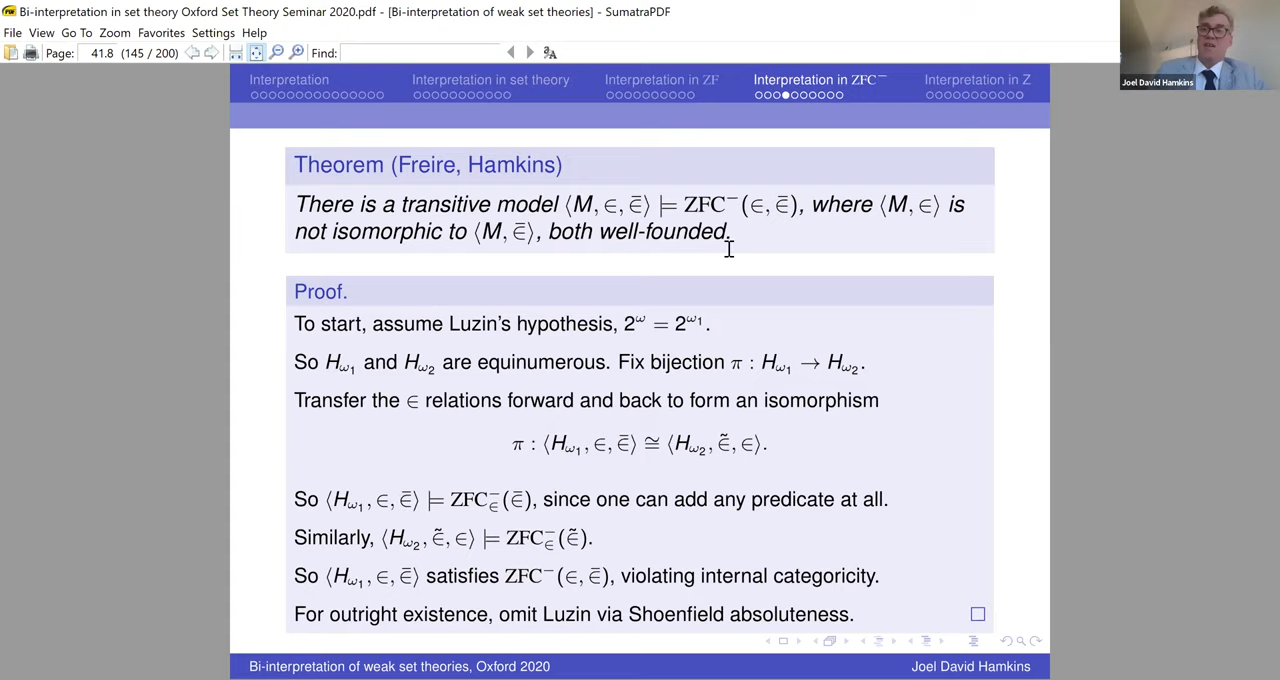 Bi-interpretation in set theory Oxford Set Theory Seminar 2020.pdf - [Bi-interpretation of weak set theories] - SumatraPDF
File View Go To Zoom Favorites Settings Help
Page: 41.8 (145 / 200) Find:
Joel David Hamkins
Interpretation Interpretation in set theory Interpretation in ZF Interpretation in ZFC⁻ Interpretation in Z
Theorem (Freire, Hamkins)
There is a transitive model ⟨M, ∈, ∈̄⟩ ⊨ ZFC⁻(∈, ∈̄), where ⟨M, ∈⟩ is
not isomorphic to ⟨M, ∈̄⟩, both well-founded.
Proof.
To start, assume Luzin's hypothesis, 2^ω = 2^ω₁.
So H_ω₁ and H_ω₂ are equinumerous. Fix bijection π : H_ω₁ → H_ω₂.
Transfer the ∈ relations forward and back to form an isomorphism
π : ⟨H_ω₁, ∈, ∈̄⟩ ≅ ⟨H_ω₂, ∈̃, ∈⟩.
So ⟨H_ω₁, ∈, ∈̄⟩ ⊨ ZFC⁻_∈(∈̄), since one can add any predicate at all.
Similarly, ⟨H_ω₂, ∈̃, ∈⟩ ⊨ ZFC⁻_∈(∈̃).
So ⟨H_ω₁, ∈, ∈̄⟩ satisfies ZFC⁻(∈, ∈̄), violating internal categoricity.
For outright existence, omit Luzin via Shoenfield absoluteness. □
Bi-interpretation of weak set theories, Oxford 2020 Joel David Hamkins